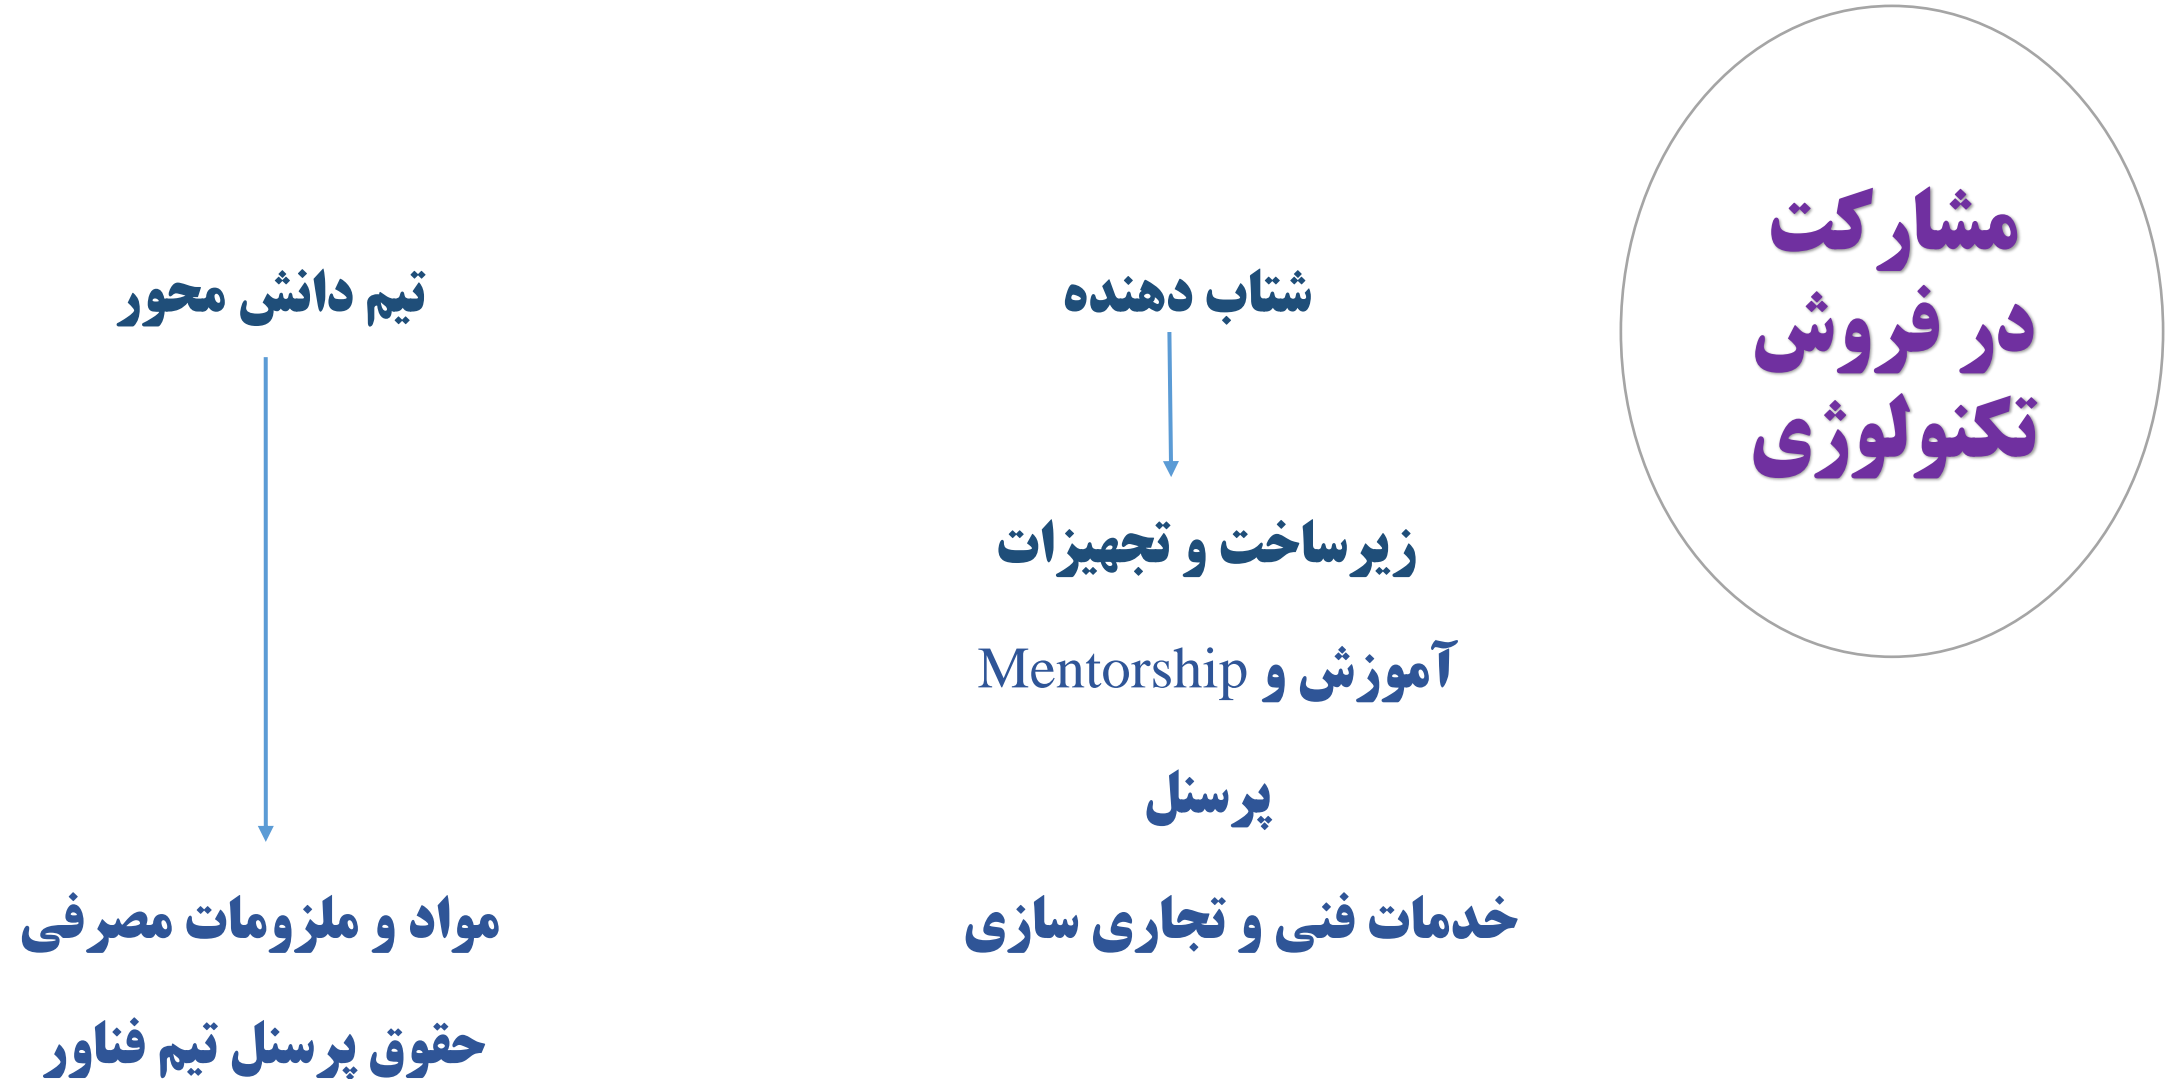 مشارکت
در فروش
تکنولوژی
شتاب دهنده
زیرساخت و تجهیزات
آموزش و Mentorship
پرسنل
خدمات فنی و تجاری سازی
تیم دانش محور
مواد و ملزومات مصرفی
حقوق پرسنل تیم فناور